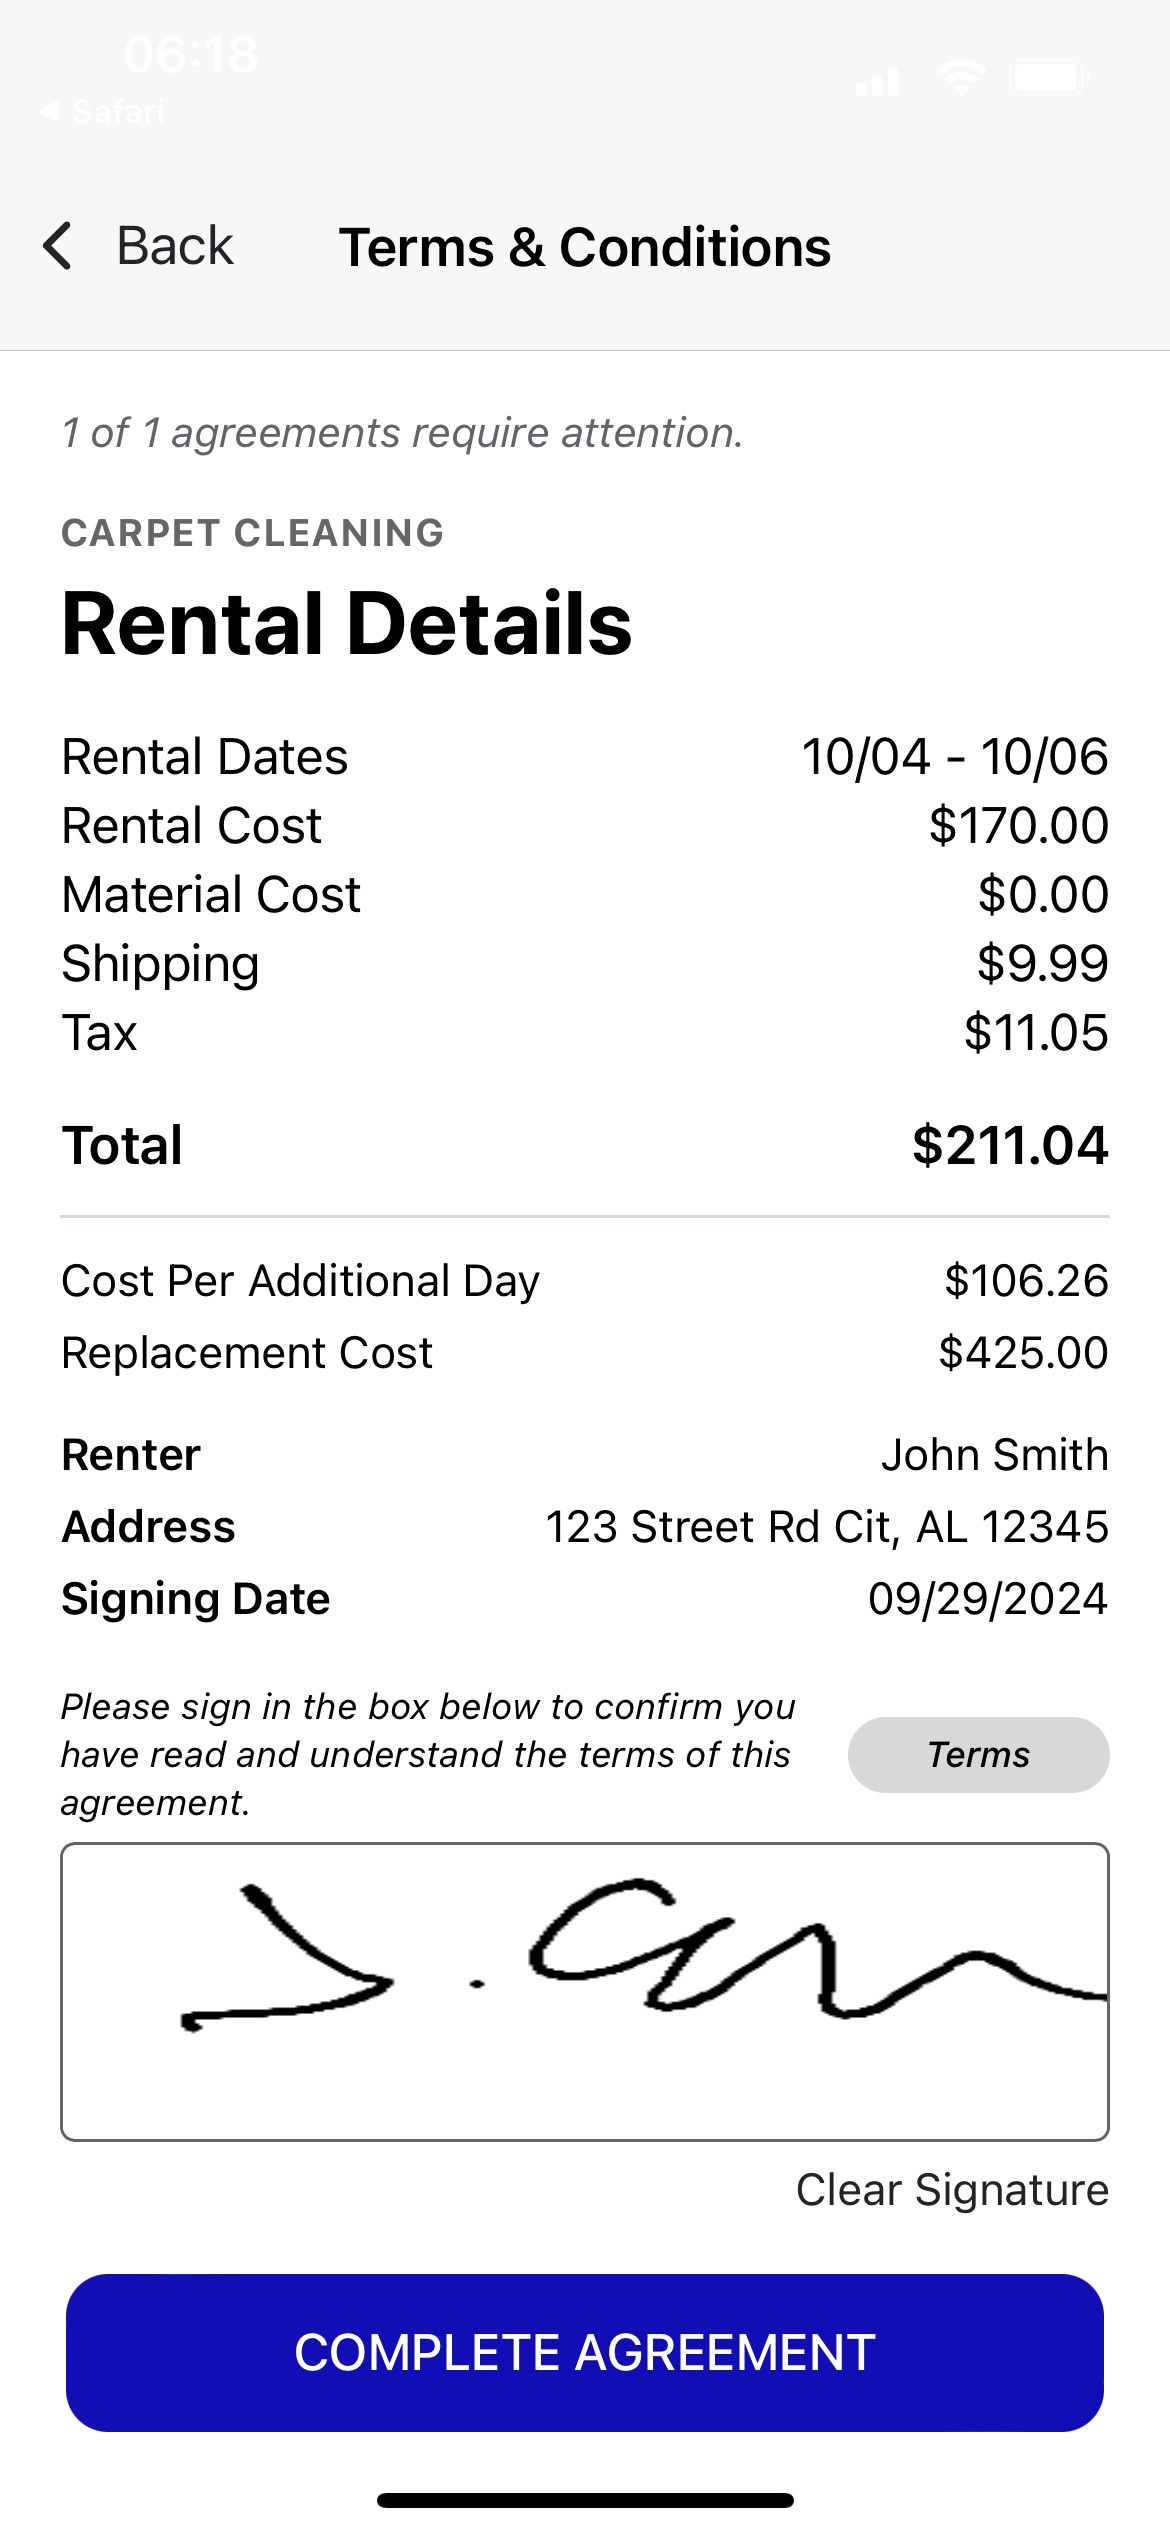 06:18
Safari
Back
Terms & Conditions
1 of 1 agreements require attention.
CARPET CLEANING
Rental Details
Rental Dates 10/04 - 10/06
Rental Cost $170.00
Material Cost $0.00
Shipping $9.99
Tax $11.05
Total $211.04
Cost Per Additional Day $106.26
Replacement Cost $425.00
Renter John Smith
Address 123 Street Rd Cit, AL 12345
Signing Date 09/29/2024
Please sign in the box below to confirm you
have read and understand the terms of this
agreement.
Terms
Clear Signature
COMPLETE AGREEMENT